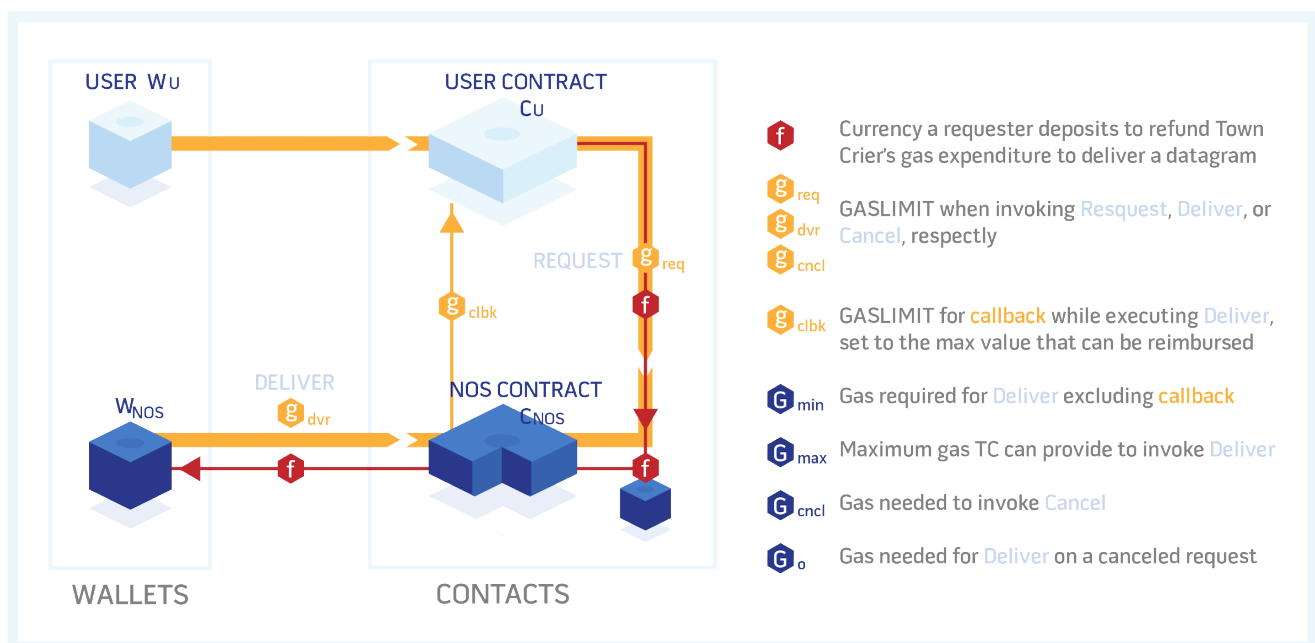 USER WU
USER CONTRACT
CU
REQUEST
g req
f
g clbk
DELIVER
g dvr
WNOS
NOS CONTRACT
CNOS
f
f
WALLETS
CONTACTS
f
Currency a requester deposits to refund Town
Crier's gas expenditure to deliver a datagram
g req
g dvr
g cncl
GASLIMIT when invoking Resquest, Deliver, or
Cancel, respectly
g clbk
GASLIMIT for callback while executing Deliver,
set to the max value that can be reimbursed
G min
Gas required for Deliver excluding callback
G max
Maximum gas TC can provide to invoke Deliver
G cncl
Gas needed to invoke Cancel
G o
Gas needed for Deliver on a canceled request